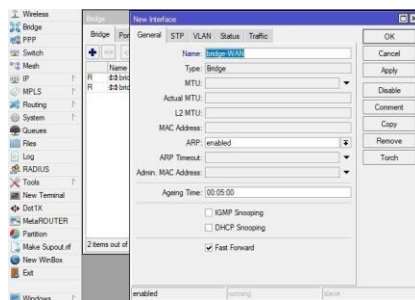 Wireless
Bridge
PPP
Switch
Mesh
IP
MPLS
Routing
System
Queues
Files
Log
RADIUS
Tools
New Terminal
Dot1X
MetaROUTER
Partition
Make Supout.rif
New WinBox
Exit
Windows
Bridge
Bridge
Name
R
R
2 items out of
New Interface
General STP VLAN Status Traffic
Name: bridge-WAN
Type: Bridge
MTU:
Actual MTU:
L2 MTU:
MAC Address:
ARP: enabled
ARP Timeout:
Admin. MAC Address:
Ageing Time: 00:05:00
IGMP Snooping
DHCP Snooping
Fast Forward
enabled running slave
OK
Cancel
Apply
Disable
Comment
Copy
Remove
Torch